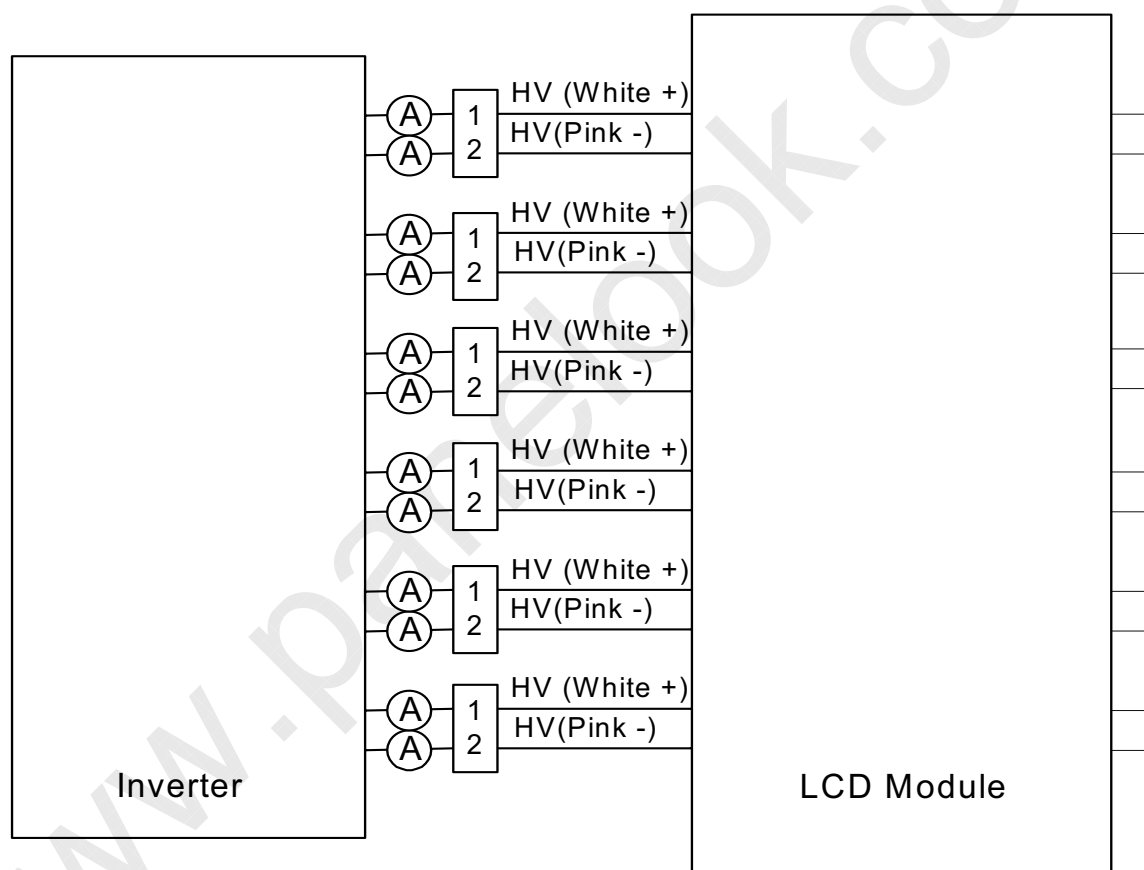 A 1 HV (White +)
A 2 HV(Pink -)
A 1 HV (White +)
A 2 HV(Pink -)
A 1 HV (White +)
A 2 HV(Pink -)
A 1 HV (White +)
A 2 HV(Pink -)
A 1 HV (White +)
A 2 HV(Pink -)
A 1 HV (White +)
A 2 HV(Pink -)
Inverter
LCD Module
www.panelook.co